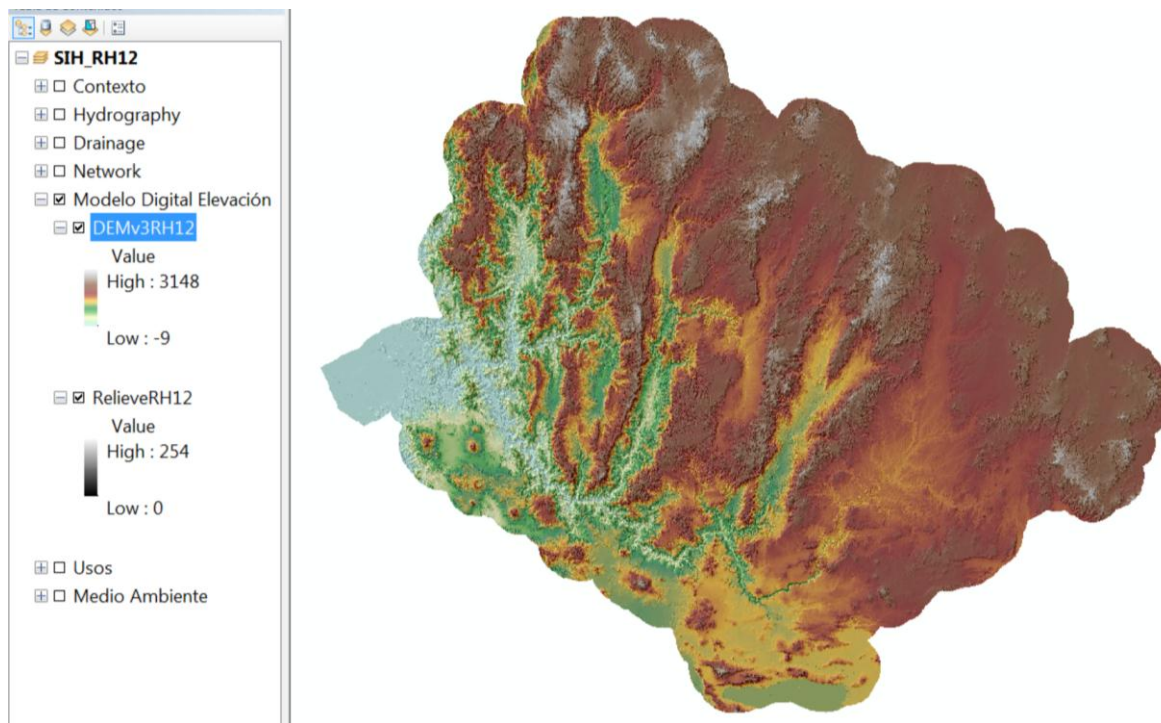 SIH_RH12
Contexto
Hydrography
Drainage
Network
Modelo Digital Elevación
DEMv3RH12
Value
High : 3148
Low : -9
RelieveRH12
Value
High : 254
Low : 0
Usos
Medio Ambiente